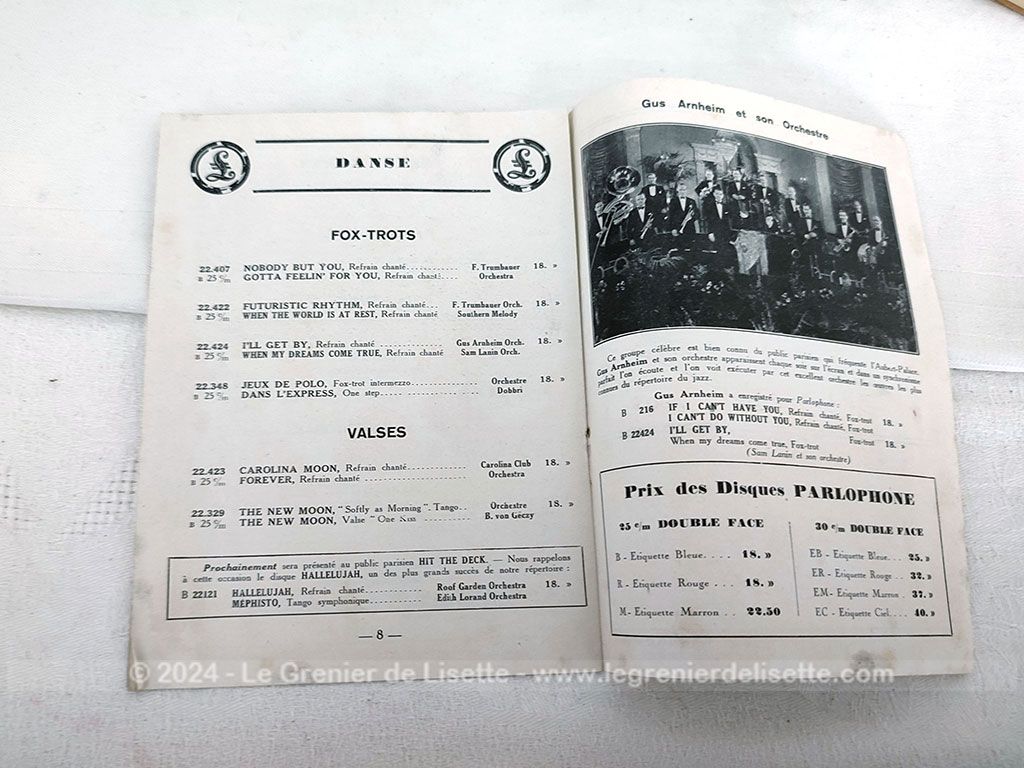 DANSE
FOX-TROTS
22.407 NOBODY BUT YOU, Refrain chanté............ F. Trumbauer 18. »
B 25 c/m GOTTA FEELIN' FOR YOU, Refrain chanté.... Orchestra
22.422 FUTURISTIC RHYTHM, Refrain chanté... F. Trumbauer Orch. 18. »
B 25 c/m WHEN THE WORLD IS AT REST, Refrain chanté Southern Melody
22.424 I'LL GET BY, Refrain chanté ............ Gus Arnheim Orch. 18. »
B 25 c/m WHEN MY DREAMS COME TRUE, Refrain chanté Sam Lanin Orch.
22.348 JEUX DE POLO, Fox-trot intermezzo............... Orchestre 18. »
B 25 c/m DANS L'EXPRESS, One step..................... Dobbri
VALSES
22.423 CAROLINA MOON, Refrain chanté............. Carolina Club 18. »
B 25 c/m FOREVER, Refrain chanté ..................... Orchestra
22.329 THE NEW MOON, "Softly as Morning". Tango.. Orchestre 18. »
B 25 c/m THE NEW MOON, Valse "One Kiss ............ B. von Géczy
Prochainement sera présenté au public parisien HIT THE DECK. — Nous rappelons
à cette occasion le disque HALLELUJAH, un des plus grands succès de notre répertoire :
B 22121 HALLELUJAH, Refrain chanté............... Roof Garden Orchestra 18. »
MEPHISTO, Tango symphonique............ Edith Lorand Orchestra
— 8 —
Gus Arnheim et son Orchestre
Ce groupe célèbre est bien connu du public parisien qui fréquente l'Aubert-Palace.
Gus Arnheim et son orchestre apparaissent chaque soir sur l'écran et dans un synchronisme
parfait l'on écoute et l'on voit exécuter par cet excellent orchestre les œuvres les plus
connues du répertoire du jazz.
Gus Arnheim a enregistré pour Parlophone :
B 216 IF I CAN'T HAVE YOU, Refrain chanté, Fox-trot 18. »
I CAN'T DO WITHOUT YOU, Refrain chanté, Fox-trot
B 22424 I'LL GET BY, Fox-trot 18. »
When my dreams come true, Fox-trot
(Sam Lanin et son orchestre)
Prix des Disques PARLOPHONE
25 c/m DOUBLE FACE
B - Etiquette Bleue.... 18. »
R - Etiquette Rouge ... 18. »
M- Etiquette Marron .. 22.50
30 c/m DOUBLE FACE
EB - Etiquette Bleue.... 25. »
ER - Etiquette Rouge ... 32. »
EM - Etiquette Marron . 37. »
EC - Etiquette Ciel..... 40. »
© 2024 - Le Grenier de Lisette - www.legrenierdelisette.com